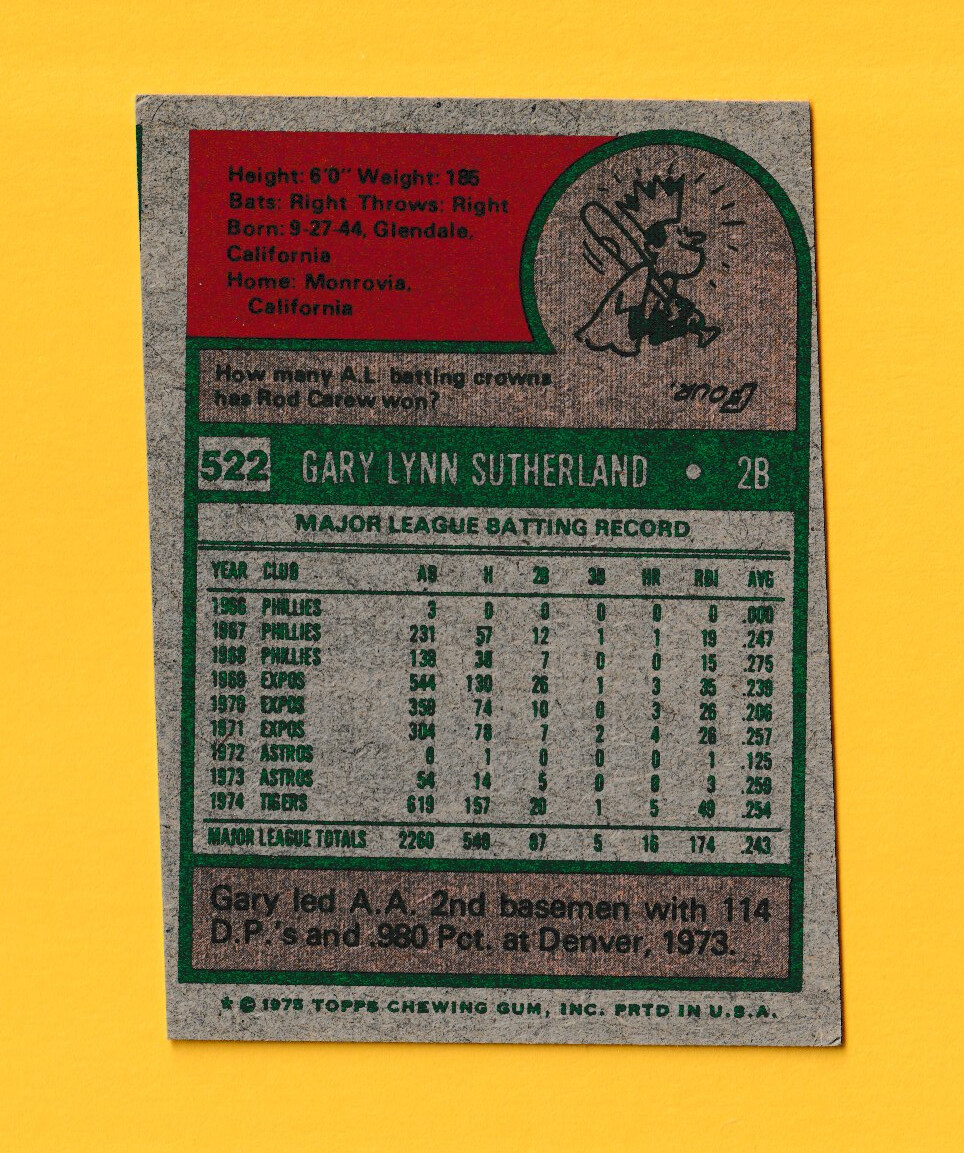 Height: 6'0" Weight: 185
Bats: Right Throws: Right
Born: 9-27-44, Glendale,
California
Home: Monrovia,
California
How many A.L. batting crowns
has Rod Carew won?
Four.
522 GARY LYNN SUTHERLAND • 2B
MAJOR LEAGUE BATTING RECORD
YEAR CLUB AB H 2B 3B HR RBI AVG
1966 PHILLIES 3 0 0 0 0 0 .000
1967 PHILLIES 231 57 12 1 1 19 .247
1968 PHILLIES 138 38 7 0 0 15 .275
1969 EXPOS 544 130 26 1 3 35 .239
1970 EXPOS 359 74 10 0 3 26 .206
1971 EXPOS 304 78 7 2 4 26 .257
1972 ASTROS 8 1 0 0 0 1 .125
1973 ASTROS 54 14 5 0 0 3 .259
1974 TIGERS 619 157 20 1 5 49 .254
MAJOR LEAGUE TOTALS 2260 549 87 5 16 174 .243
Gary led A.A. 2nd basemen with 114
D.P.'s and .980 Pct. at Denver, 1973.
* © 1975 TOPPS CHEWING GUM, INC. PRTD IN U.S.A.